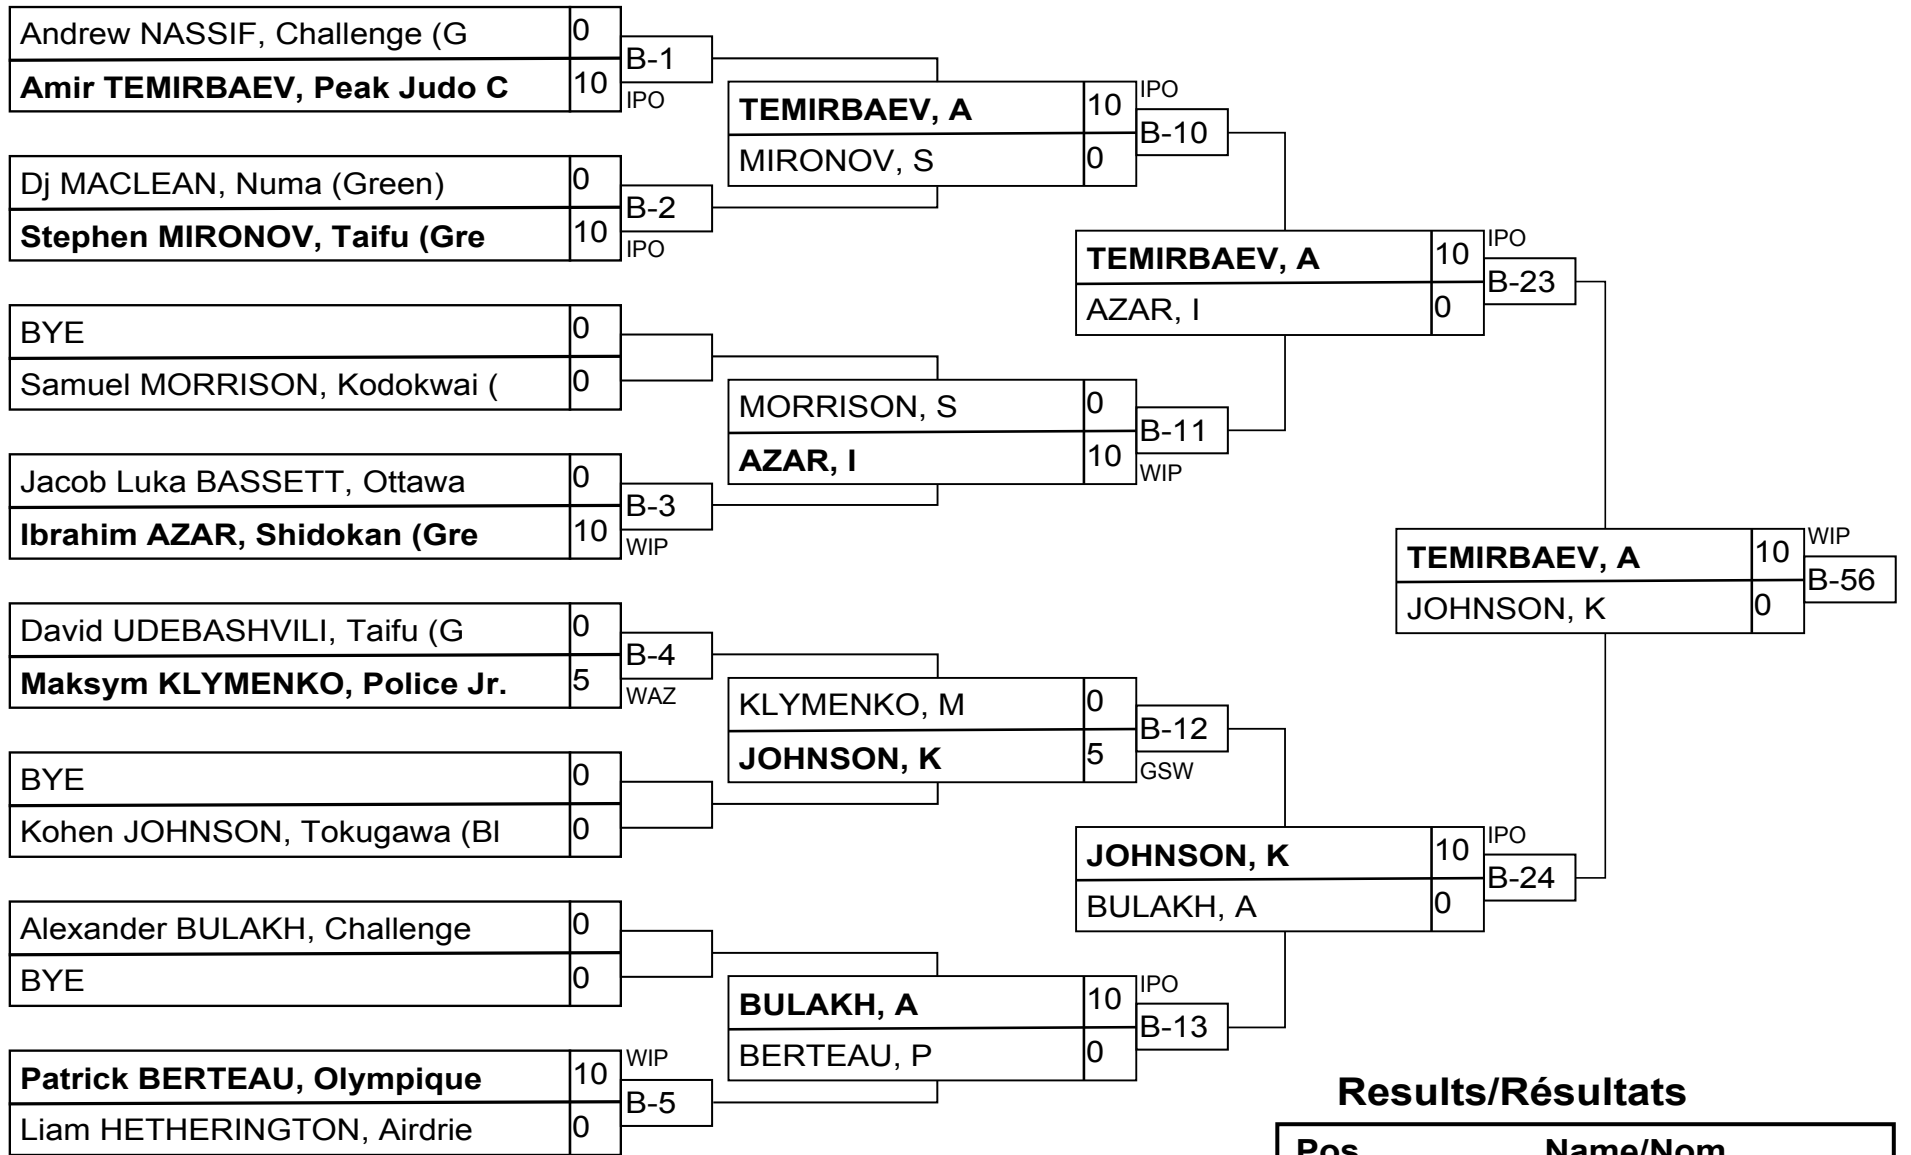 Andrew NASSIF, Challenge (G 0
B-1
Amir TEMIRBAEV, Peak Judo C 10 IPO
TEMIRBAEV, A 10 IPO
B-10
MIRONOV, S 0
Dj MACLEAN, Numa (Green) 0
B-2
Stephen MIRONOV, Taifu (Gre 10 IPO
TEMIRBAEV, A 10 IPO
B-23
AZAR, I 0
BYE 0
Samuel MORRISON, Kodokwai ( 0
MORRISON, S 0
B-11
AZAR, I 10 WIP
Jacob Luka BASSETT, Ottawa 0
B-3
Ibrahim AZAR, Shidokan (Gre 10 WIP
TEMIRBAEV, A 10 WIP
B-56
JOHNSON, K 0
David UDEBASHVILI, Taifu (G 0
B-4
Maksym KLYMENKO, Police Jr. 5 WAZ
KLYMENKO, M 0
B-12
JOHNSON, K 5 GSW
BYE 0
Kohen JOHNSON, Tokugawa (Bl 0
JOHNSON, K 10 IPO
B-24
BULAKH, A 0
Alexander BULAKH, Challenge 0
BYE 0
BULAKH, A 10 IPO
B-13
BERTEAU, P 0
Patrick BERTEAU, Olympique 10 WIP
B-5
Liam HETHERINGTON, Airdrie 0
Results/Résultats
Pos Name/Nom